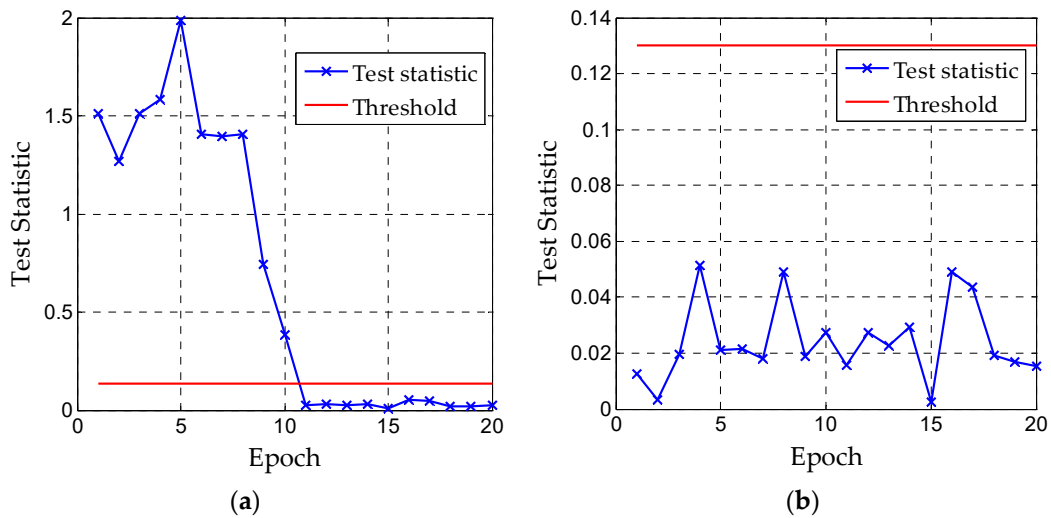 2
1.5
1
0.5
0
0
5
10
15
20
Test Statistic
Epoch
Test statistic
Threshold
(a)
0.14
0.12
0.1
0.08
0.06
0.04
0.02
0
0
5
10
15
20
Test Statistic
Epoch
Test statistic
Threshold
(b)